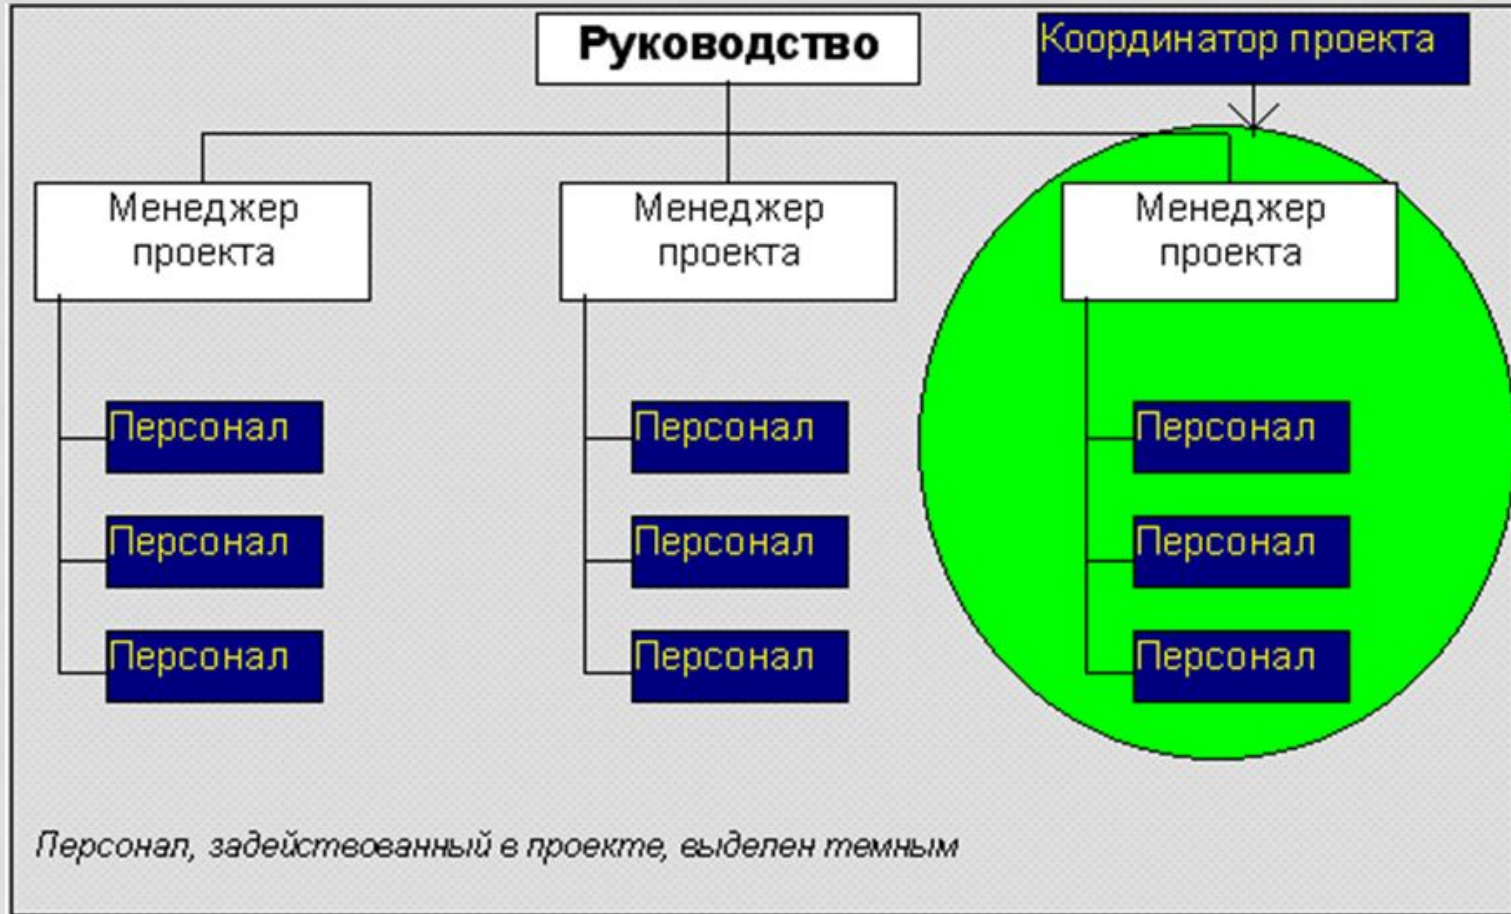 Руководство
Координатор проекта
Менеджер
проекта
Менеджер
проекта
Менеджер
проекта
Персонал
Персонал
Персонал
Персонал
Персонал
Персонал
Персонал
Персонал
Персонал
Персонал, задействованный в проекте, выделен темным